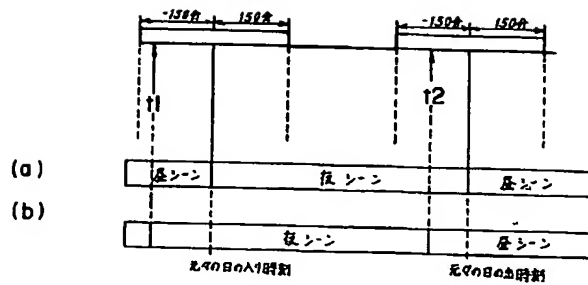 -150分 150分 -150分 150分
t1 t2
(a) 昼シーン 夜シーン 昼シーン
(b)
夜シーン 昼シーン
元々の日の入り時刻 元々の日の出時刻